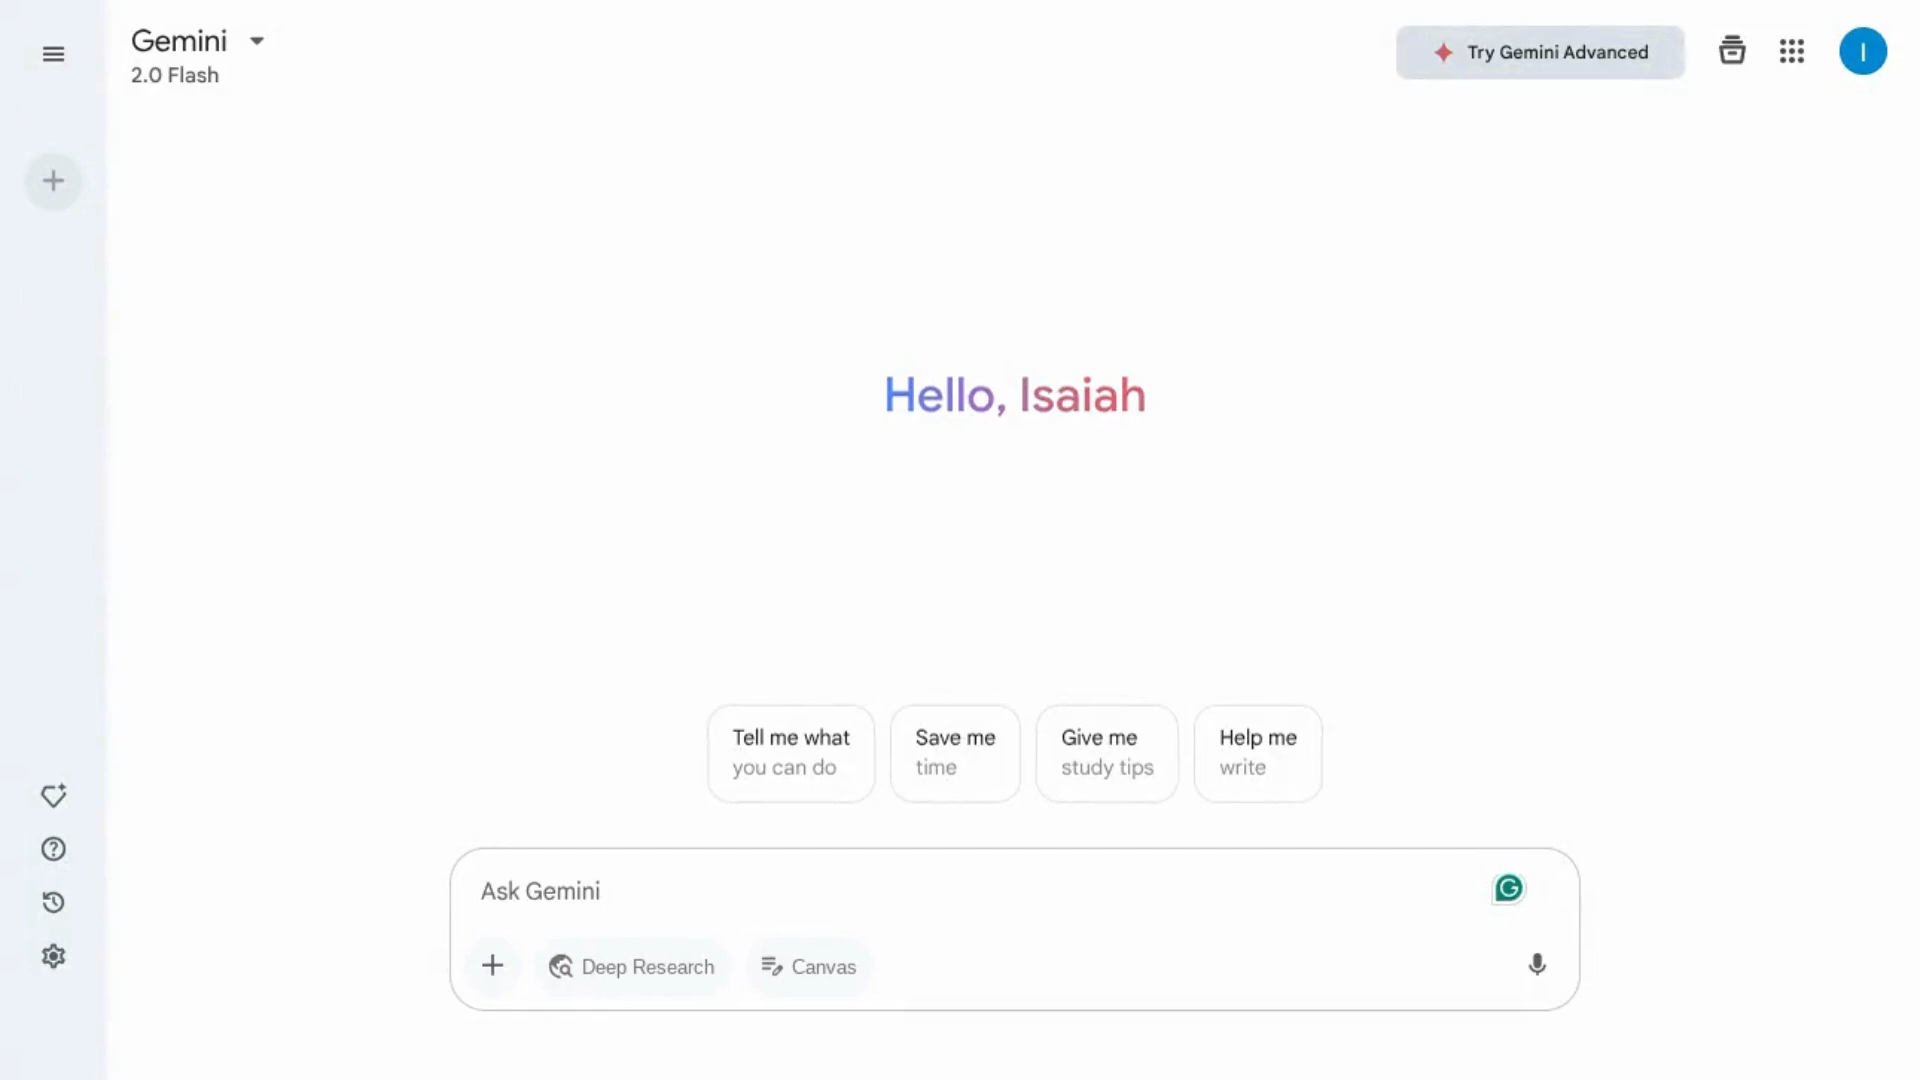 Gemini
2.0 Flash
Try Gemini Advanced
I
Hello, Isaiah
Tell me what
you can do
Save me
time
Give me
study tips
Help me
write
Ask Gemini
G
Deep Research
Canvas